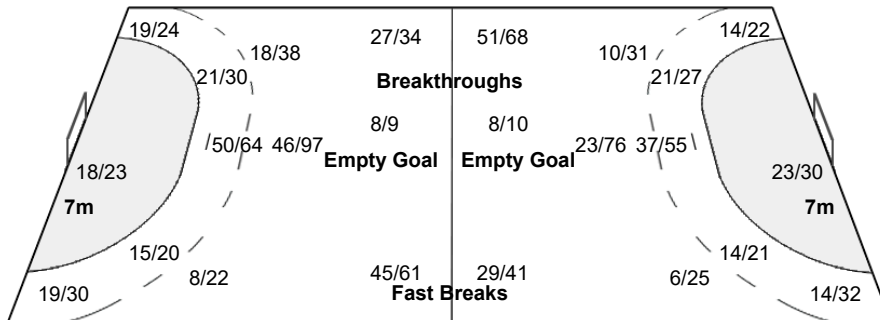 19/24 27/34 51/68 14/22
18/38 10/31
21/30 Breakthroughs 21/27
8/9 8/10
50/64 46/97 23/76 37/55
Empty Goal Empty Goal
18/23 23/30
7m 7m
15/20 14/21
8/22 45/61 29/41 6/25
19/30 Fast Breaks 14/32